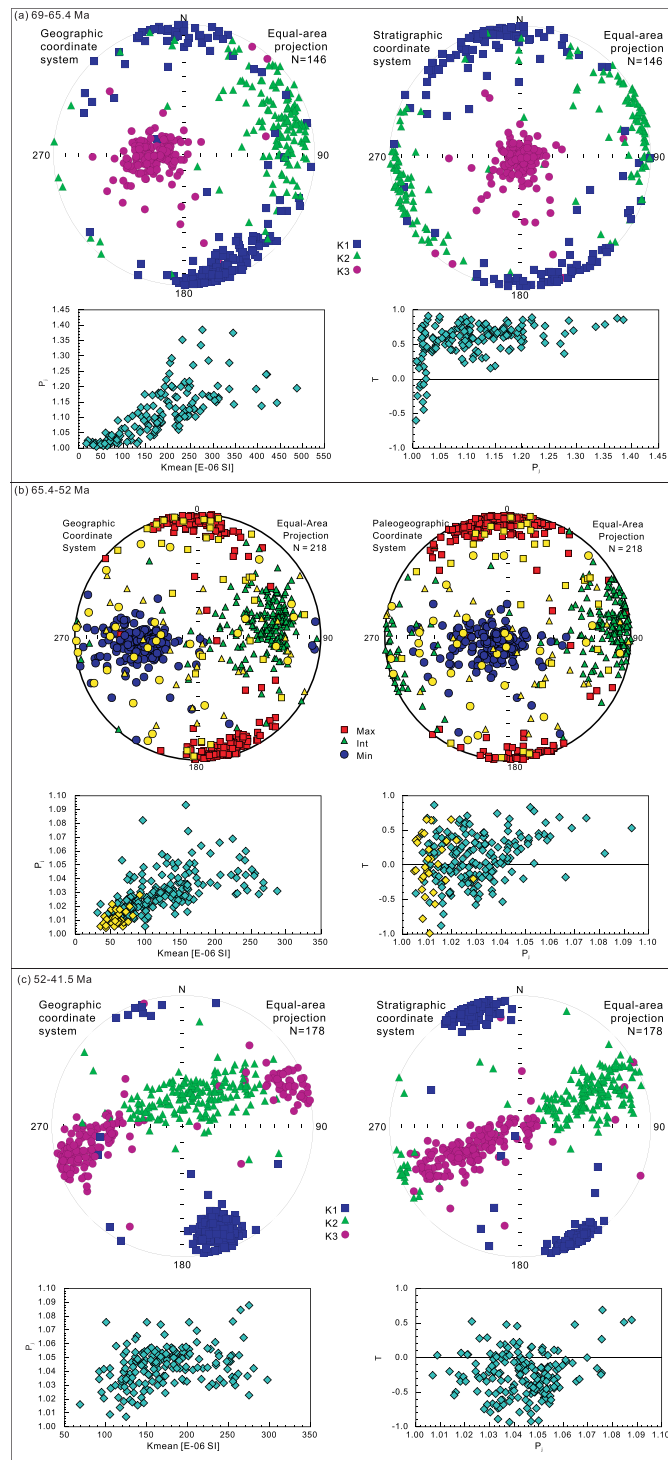 (a) 69-65.4 Ma
Geographic
coordinate
system
N
Equal-area
projection
N=146
270
90
180
Stratigraphic
coordinate
system
N
Equal-area
projection
N=146
270
90
180
K1
K2
K3
1.45
1.40
1.35
1.30
1.25
1.20
1.15
1.10
1.05
1.00
Pj
0 50 100 150 200 250 300 350 400 450 500 550
Kmean [E-06 SI]
1.0
0.5
0.0
-0.5
-1.0
T
1.00 1.05 1.10 1.15 1.20 1.25 1.30 1.35 1.40 1.45
Pj
(b) 65.4-52 Ma
Geographic
Coordinate
System
0
Equal-Area
Projection
N = 218
270
90
180
Paleogeographic
Coordinate
System
0
Equal-Area
Projection
N = 218
270
90
180
Max
Int
Min
1.10
1.09
1.08
1.07
1.06
1.05
1.04
1.03
1.02
1.01
1.00
Pj
0 50 100 150 200 250 300 350
Kmean [E-06 SI]
1.0
0.5
0.0
-0.5
-1.0
T
1.00 1.01 1.02 1.03 1.04 1.05 1.06 1.07 1.08 1.09 1.10
Pj
(c) 52-41.5 Ma
Geographic
coordinate
system
N
Equal-area
projection
N=178
270
90
180
Stratigraphic
coordinate
system
N
Equal-area
projection
N=178
270
90
180
K1
K2
K3
1.10
1.09
1.08
1.07
1.06
1.05
1.04
1.03
1.02
1.01
1.00
Pj
50 100 150 200 250 300 350
Kmean [E-06 SI]
1.0
0.5
0.0
-0.5
-1.0
T
1.00 1.01 1.02 1.03 1.04 1.05 1.06 1.07 1.08 1.09 1.10
Pj